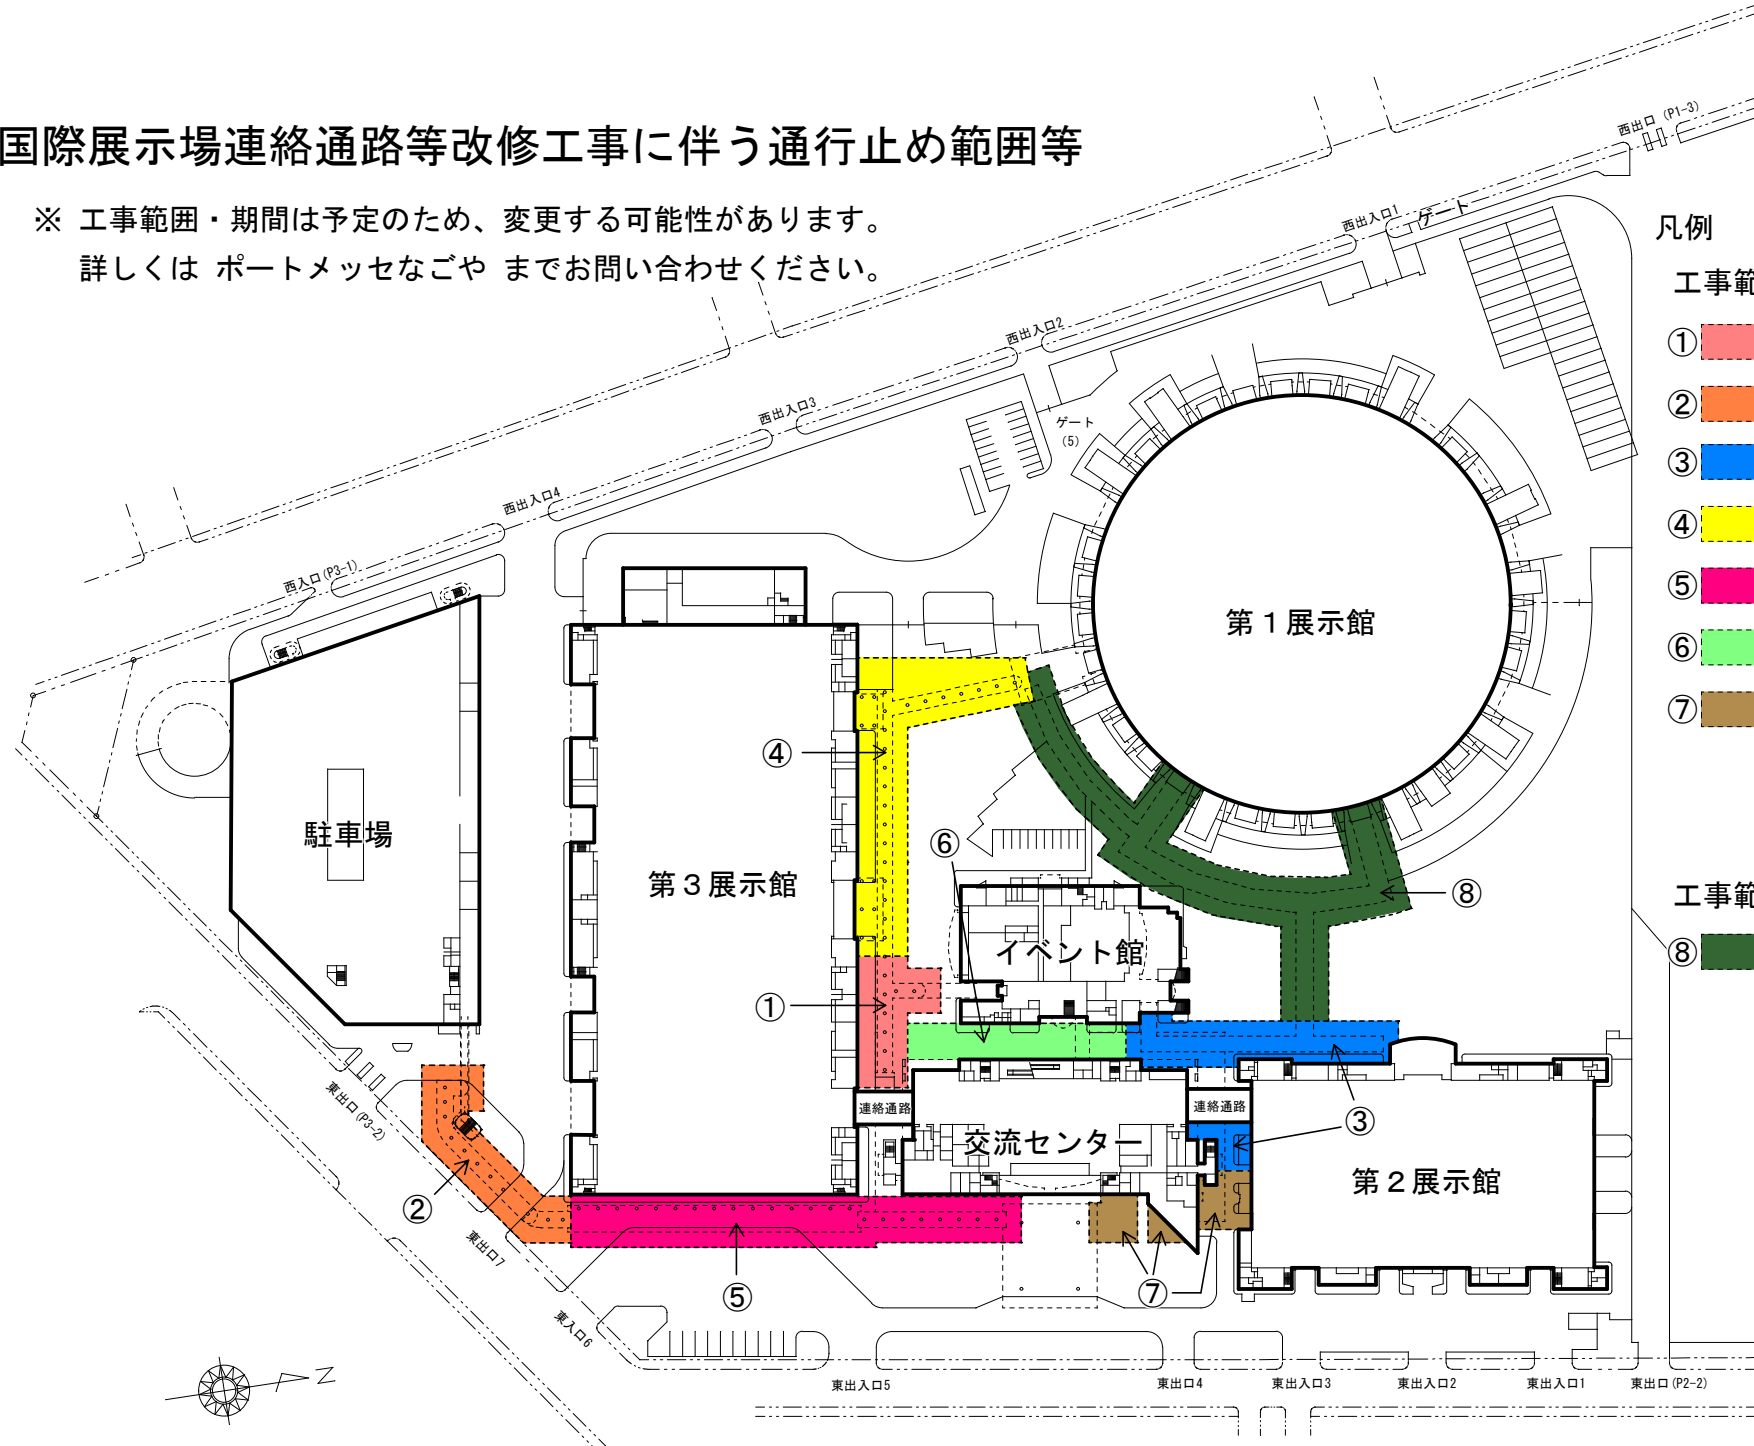 国際展示場連絡通路等改修工事に伴う通行止め範囲等
※ 工事範囲・期間は予定のため、変更する可能性があります。
詳しくは ポートメッセなごや までお問い合わせください。
西出口(P1-3)
西出入口1
ゲート
西出入口2
西出入口3
ゲート
(5)
西出入口4
西入口(P3-1)
凡例
工事範
①
②
③
④
⑤
⑥
⑦
工事範
⑧
第1展示館
④
駐車場
第3展示館
⑥
⑧
イベント館
①
連絡通路
連絡通路
③
交流センター
東出口(P3-2)
第2展示館
②
東出口7
⑤
⑦
東入口6
N
東出入口5
東出口4
東出入口3
東出入口2
東出入口1
東出口(P2-2)